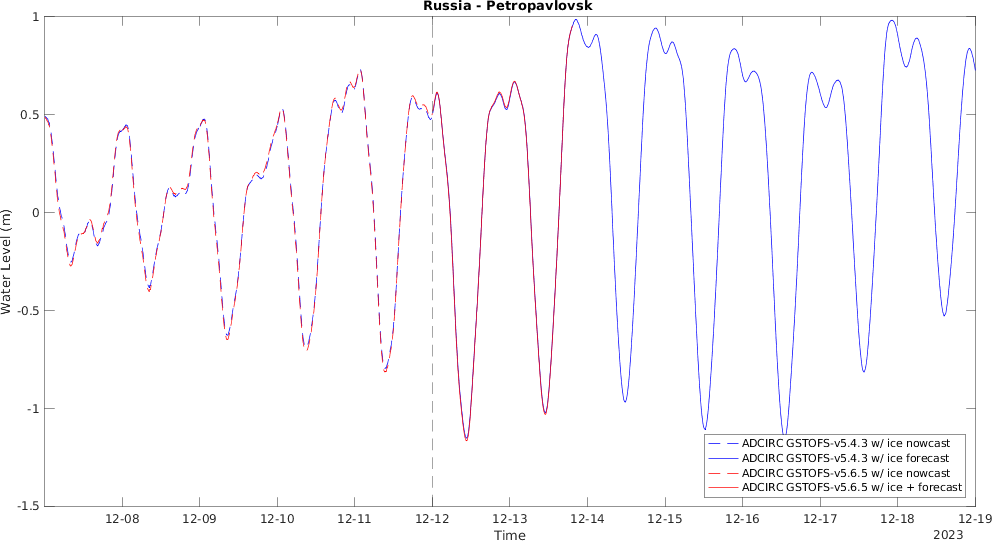 Russia - Petropavlovsk
1
0.5
0
-0.5
-1
-1.5
Water Level (m)
ADCIRC GSTOFS-v5.4.3 w/ ice nowcast
ADCIRC GSTOFS-v5.4.3 w/ ice forecast
ADCIRC GSTOFS-v5.6.5 w/ ice nowcast
ADCIRC GSTOFS-v5.6.5 w/ ice + forecast
12-08 12-09 12-10 12-11 12-12 12-13 12-14 12-15 12-16 12-17 12-18 12-19
Time
2023